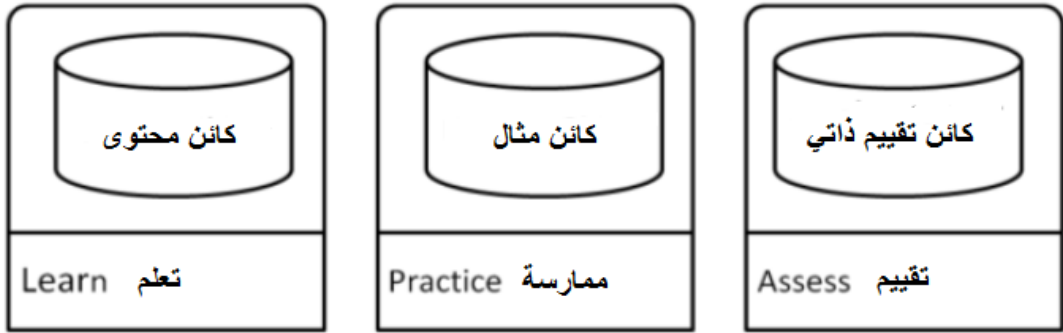 كائن محتوى
Learn تعلم
كائن مثال
Practice ممارسة
كائن تقييم ذاتي
Assess تقييم